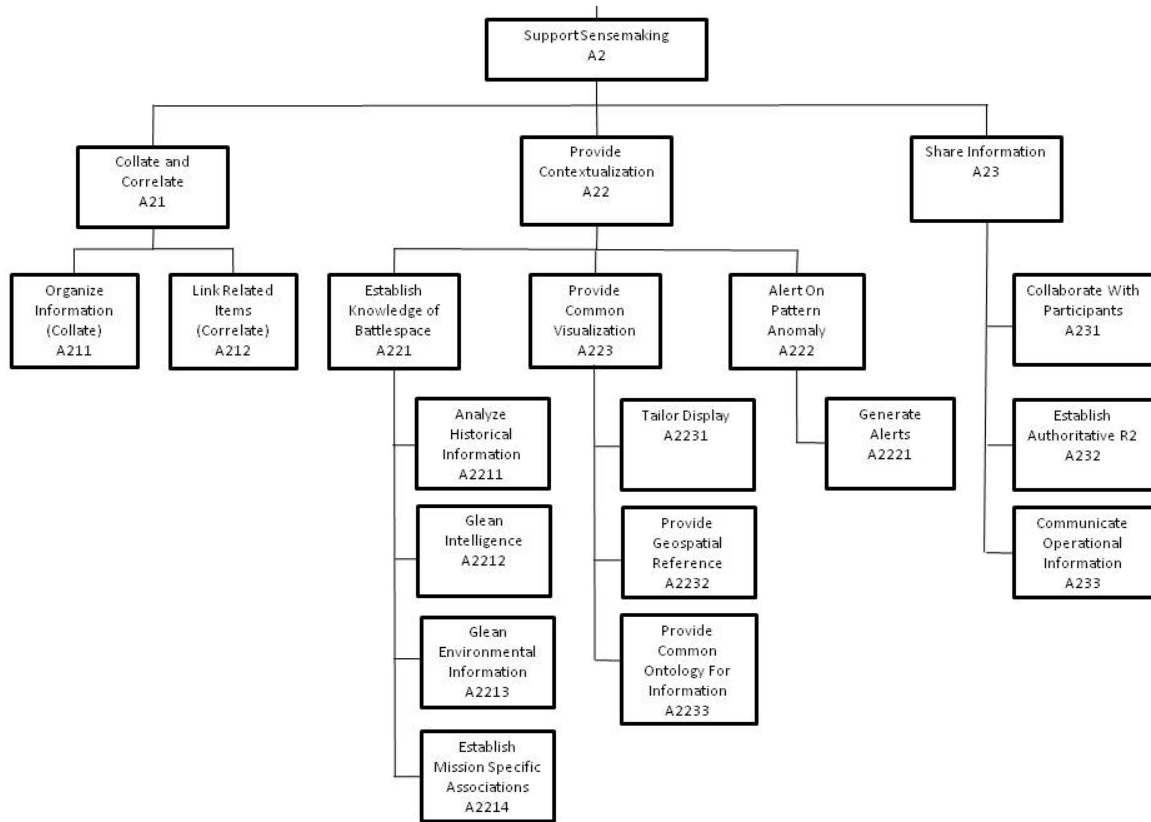 Support Sensemaking
A2
Collate and
Correlate
A21
Provide
Contextualization
A22
Share Information
A23
Organize
Information
(Collate)
A211
Link Related
Items
(Correlate)
A212
Establish
Knowledge of
Battlespace
A221
Provide
Common
Visualization
A223
Alert On
Pattern
Anomaly
A222
Collaborate With
Participants
A231
Analyze
Historical
Information
A2211
Tailor Display
A2231
Generate
Alerts
A2221
Establish
Authoritative R2
A232
Glean
Intelligence
A2212
Provide
Geospatial
Reference
A2232
Communicate
Operational
Information
A233
Glean
Environmental
Information
A2213
Provide
Common
Ontology For
Information
A2233
Establish
Mission Specific
Associations
A2214